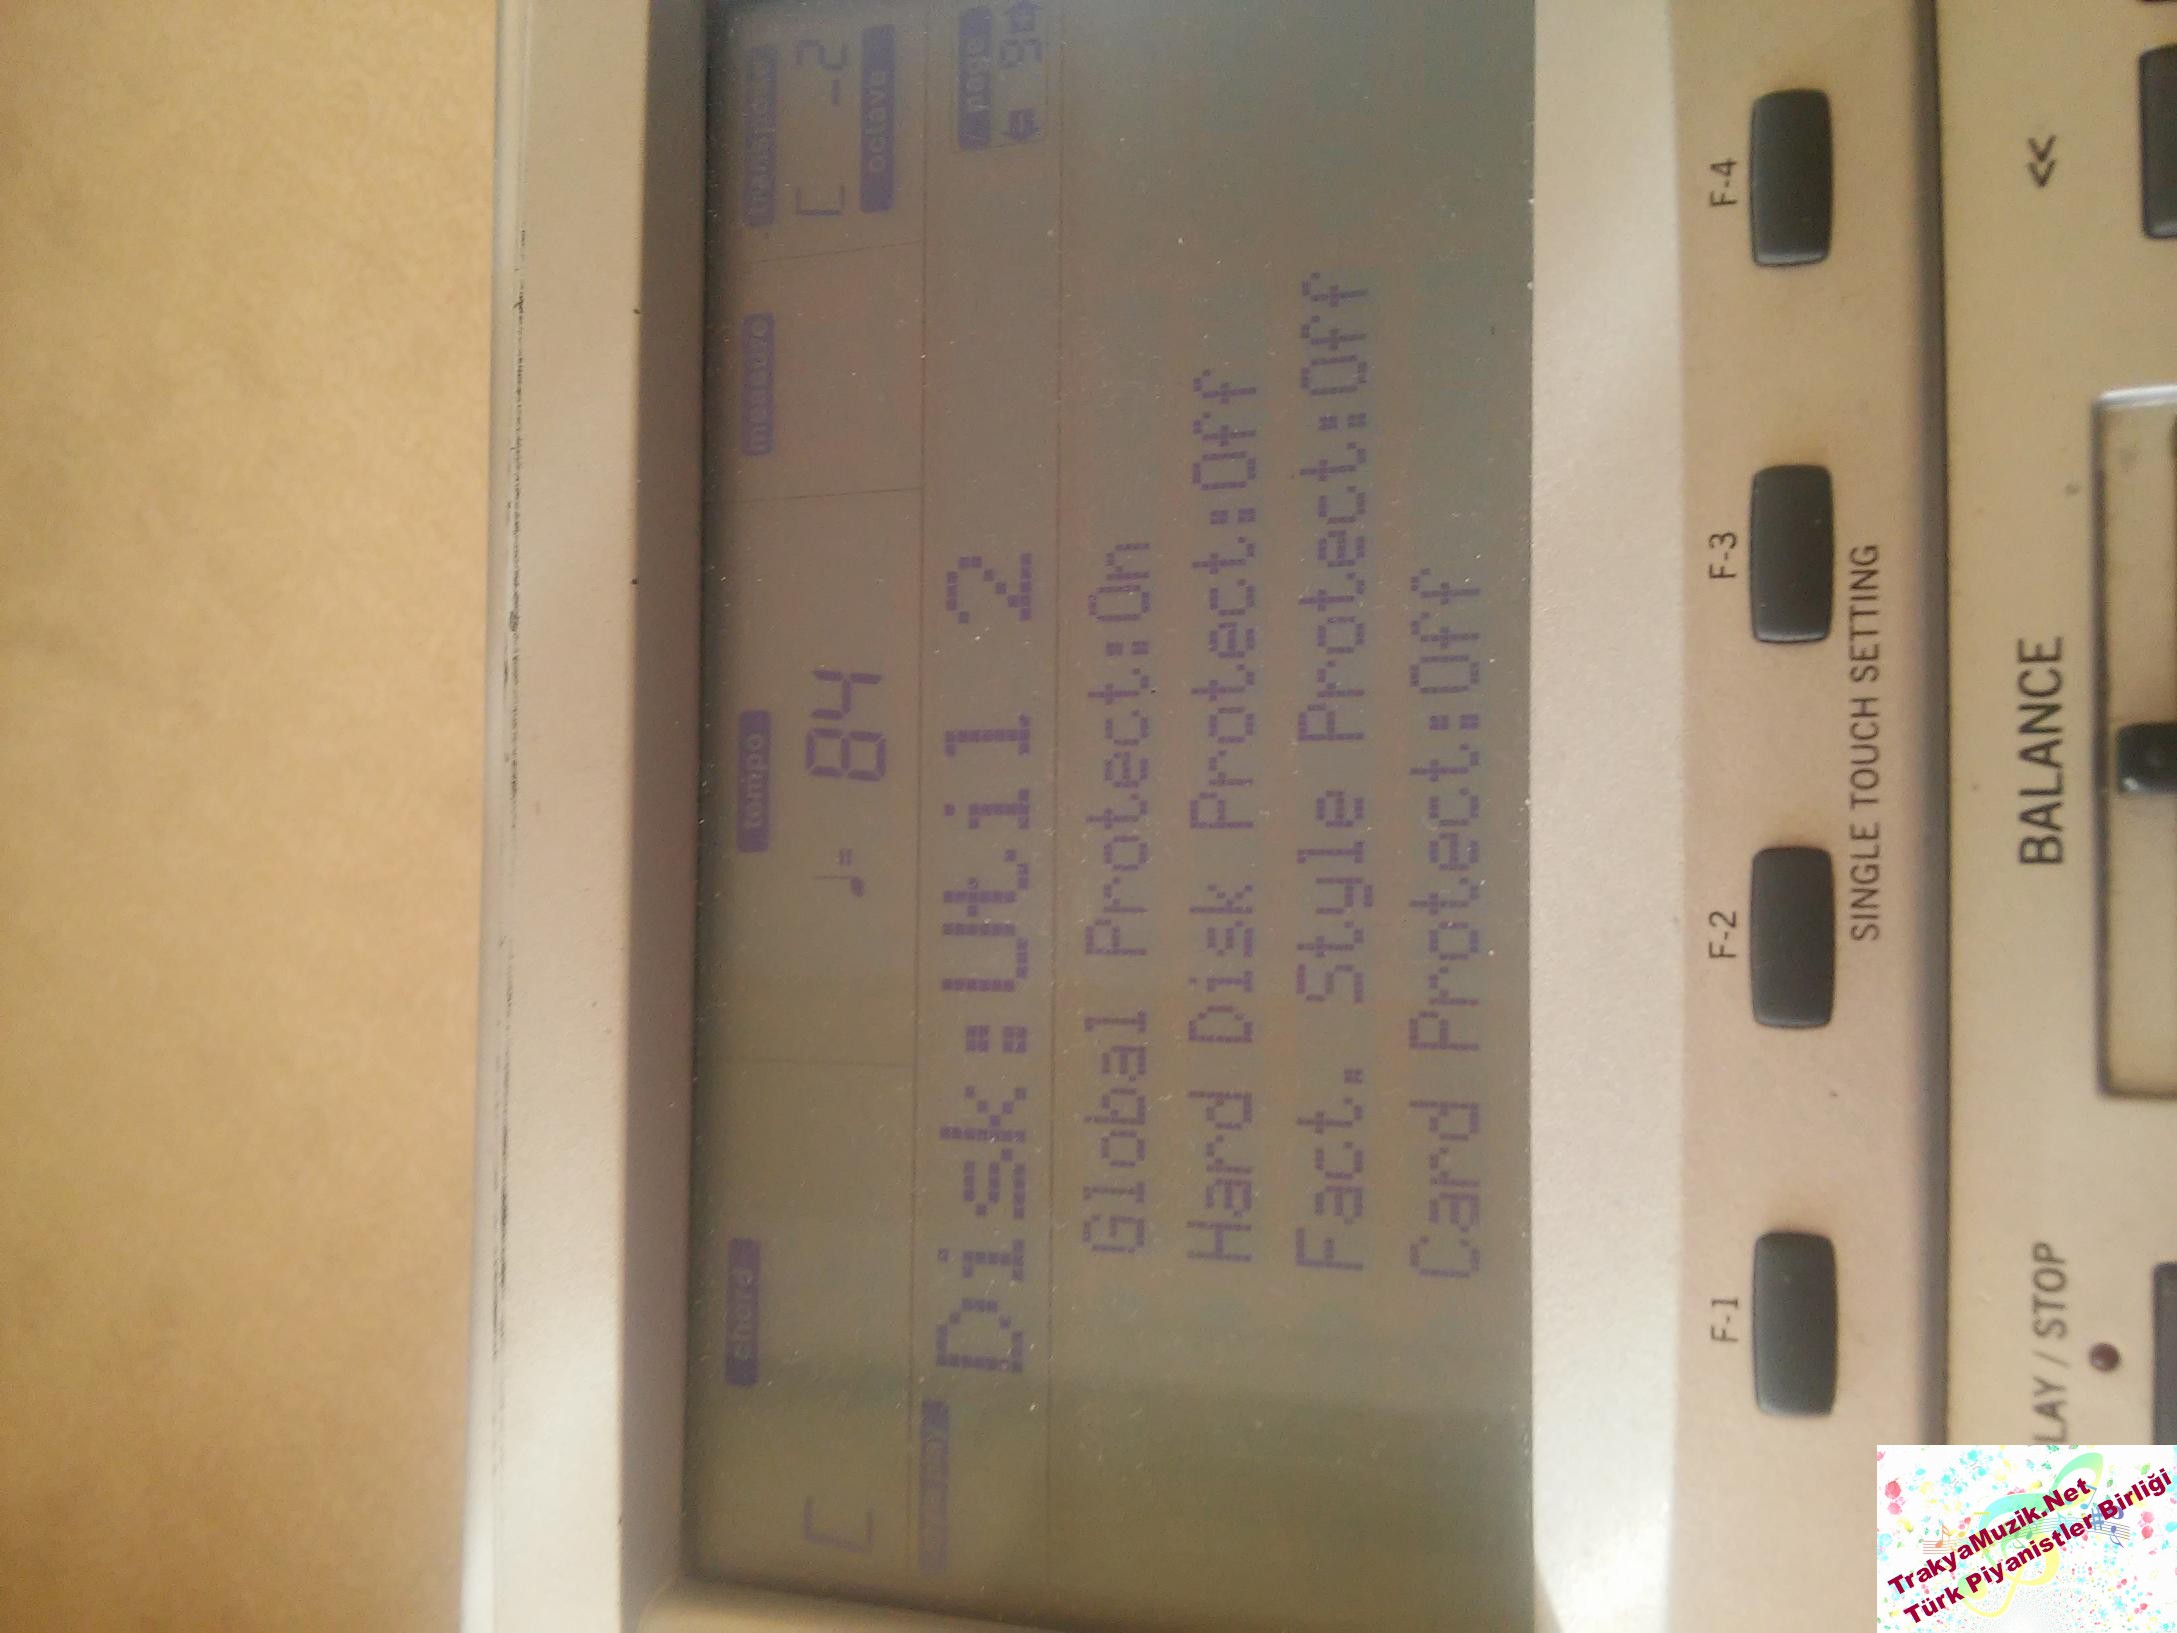 chord
tempo
measure
transposer
C
♩= 84
C -2
octave
Disk:Util 2
page
9
Global Protect:On
Hard Disk Protect:Off
Fact. Style Protect:Off
Card Protect:Off
F-1
F-2
F-3
F-4
SINGLE TOUCH SETTING
LAY / STOP
BALANCE
<<
TrakyaMuzik.Net
Türk Piyanistler Birliği